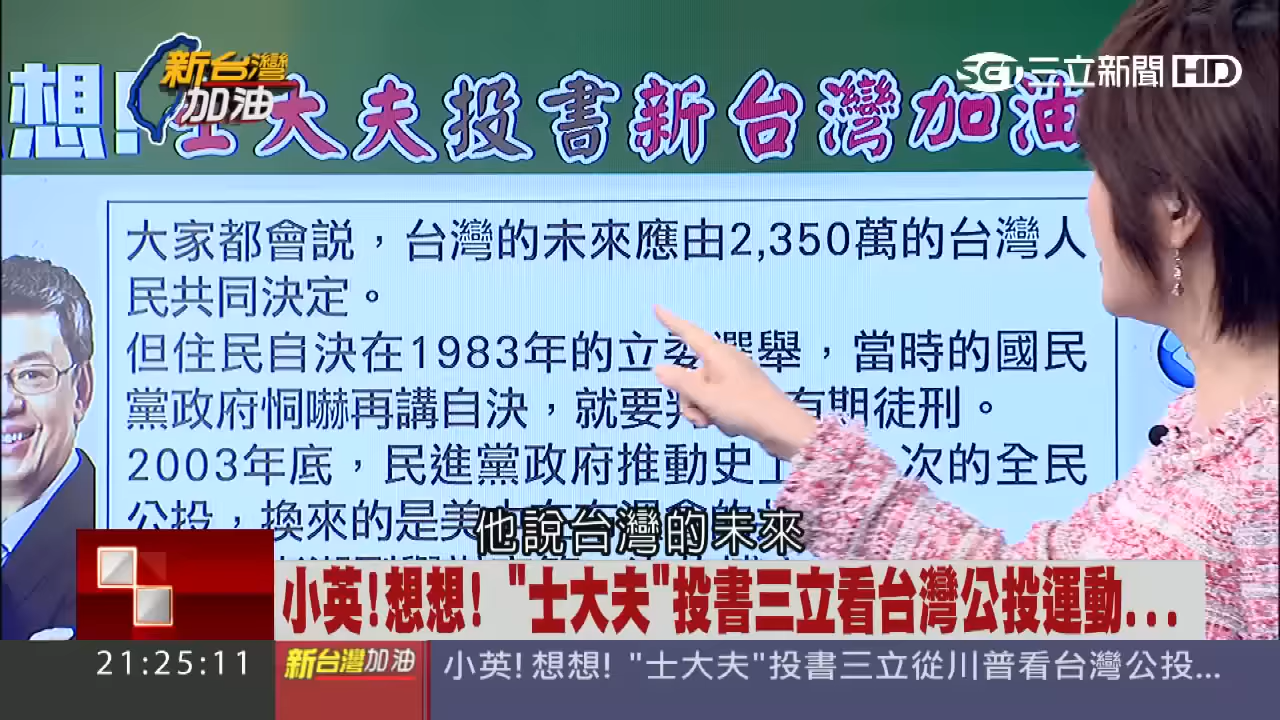 新台灣加油
SET三立新聞HD
想!士大夫投書新台灣加油
大家都會説，台灣的未來應由2,350萬的台灣人
民共同決定。
但住民自決在1983年的立委選舉，當時的國民
黨政府恫嚇再講自決，就要判 有期徒刑。
2003年底，民進黨政府推動史上 次的全民
公投，換來的是美
他說台灣的未來
小英!想想! "士大夫"投書三立看台灣公投運動...
21:25:11
新台灣加油
小英! 想想! "士大夫"投書三立從川普看台灣公投...